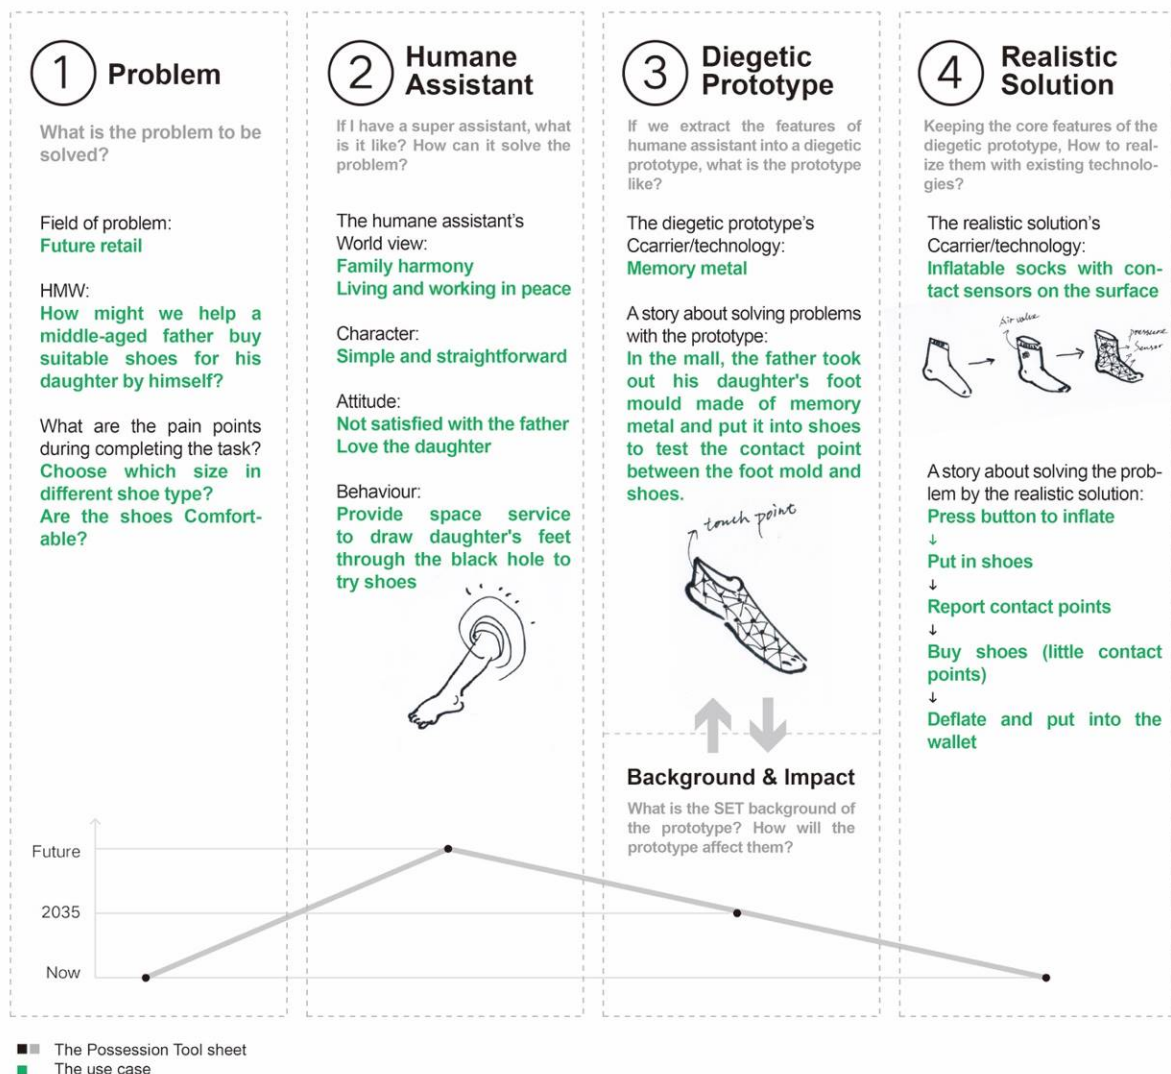 1 Problem
What is the problem to be
solved?
Field of problem:
Future retail
HMW:
How might we help a
middle-aged father buy
suitable shoes for his
daughter by himself?
What are the pain points
during completing the task?
Choose which size in
different shoe type?
Are the shoes Comfort-
able?
2 Humane
Assistant
If I have a super assistant, what
is it like? How can it solve the
problem?
The humane assistant's
World view:
Family harmony
Living and working in peace
Character:
Simple and straightforward
Attitude:
Not satisfied with the father
Love the daughter
Behaviour:
Provide space service
to draw daughter's feet
through the black hole to
try shoes
3 Diegetic
Prototype
If we extract the features of
humane assistant into a diegetic
prototype, what is the prototype
like?
The diegetic prototype's
Ccarrier/technology:
Memory metal
A story about solving problems
with the prototype:
In the mall, the father took
out his daughter's foot
mould made of memory
metal and put it into shoes
to test the contact point
between the foot mold and
shoes.
touch point
Background & Impact
What is the SET background of
the prototype? How will the
prototype affect them?
4 Realistic
Solution
Keeping the core features of the
diegetic prototype, How to real-
ize them with existing technolo-
gies?
The realistic solution's
Ccarrier/technology:
Inflatable socks with con-
tact sensors on the surface
Air valve
pressure
Sensor
A story about solving the prob-
lem by the realistic solution:
Press button to inflate
↓
Put in shoes
↓
Report contact points
↓
Buy shoes (little contact
points)
↓
Deflate and put into the
wallet
Future
2035
Now
The Possession Tool sheet
The use case